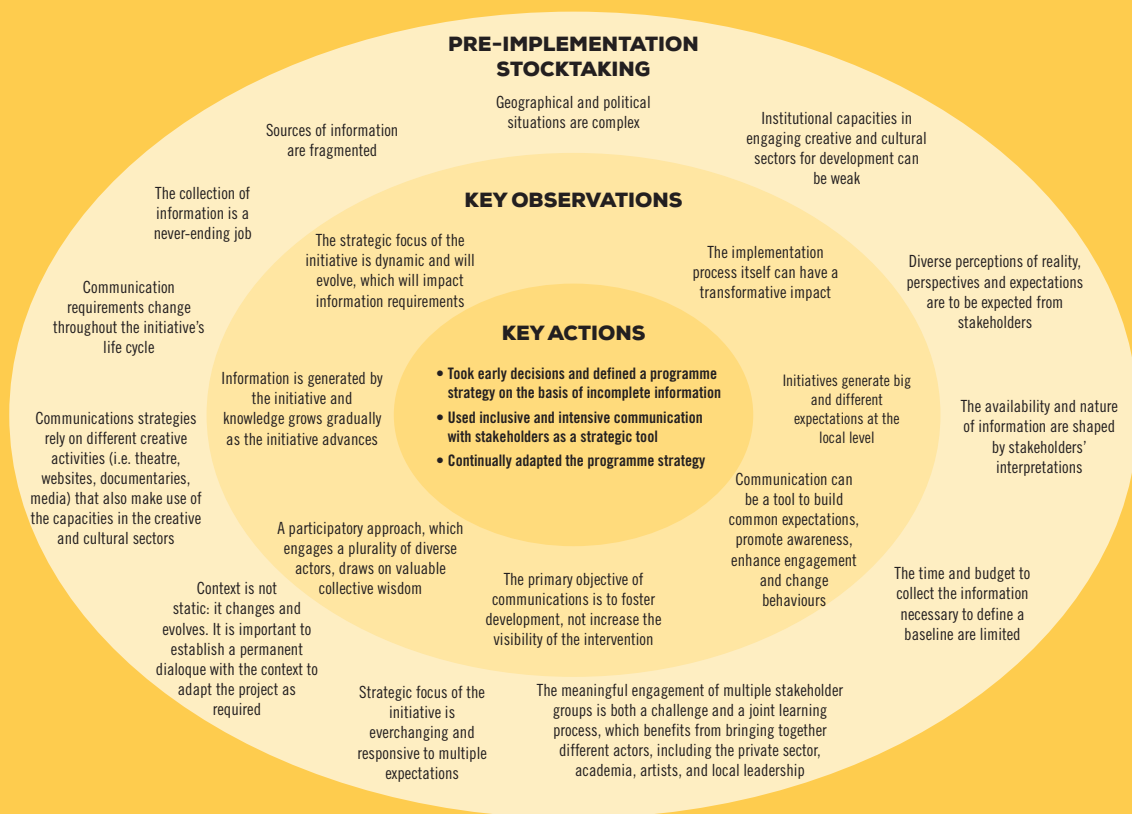 PRE-IMPLEMENTATION
STOCKTAKING
Geographical and political
situations are complex
Institutional capacities in
engaging creative and cultural
sectors for development can
be weak
Diverse perceptions of reality,
perspectives and expectations
are to be expected from
stakeholders
The availability and nature
of information are shaped
by stakeholders'
interpretations
The time and budget to
collect the information
necessary to define a
baseline are limited
The meaningful engagement of multiple stakeholder
groups is both a challenge and a joint learning
process, which benefits from bringing together
different actors, including the private sector,
academia, artists, and local leadership
Strategic focus of the
initiative is
everchanging and
responsive to multiple
expectations
Context is not
static: it changes and
evolves. It is important to
establish a permanent
dialogue with the context to
adapt the project as
required
Communications strategies
rely on different creative
activities (i.e. theatre,
websites, documentaries,
media) that also make use of
the capacities in the creative
and cultural sectors
Communication
requirements change
throughout the initiative's
life cycle
The collection of
information is a
never-ending job
Sources of information
are fragmented
KEY OBSERVATIONS
The strategic focus of the
initiative is dynamic and will
evolve, which will impact
information requirements
The implementation
process itself can have a
transformative impact
Initiatives generate big
and different
expectations at the
local level
Communication can
be a tool to build
common expectations,
promote awareness,
enhance engagement
and change
behaviours
The primary objective of
communications is to foster
development, not increase the
visibility of the intervention
A participatory approach, which
engages a plurality of diverse
actors, draws on valuable
collective wisdom
Information is generated by
the initiative and
knowledge grows gradually
as the initiative advances
KEY ACTIONS
• Took early decisions and defined a programme
strategy on the basis of incomplete information
• Used inclusive and intensive communication
with stakeholders as a strategic tool
• Continually adapted the programme strategy